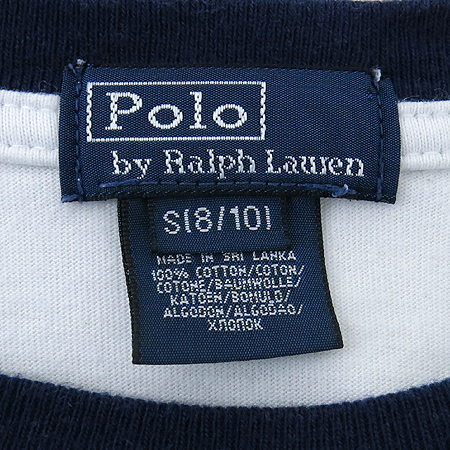 Polo
by Ralph Lauren
S(8/10)
MADE IN SRI LANKA
100% COTTON/COTON/
COTONE/BAUMWOLLE/
KATOEN/BOMULD/
ALGODON/ALGODAO/
ХЛОПОК